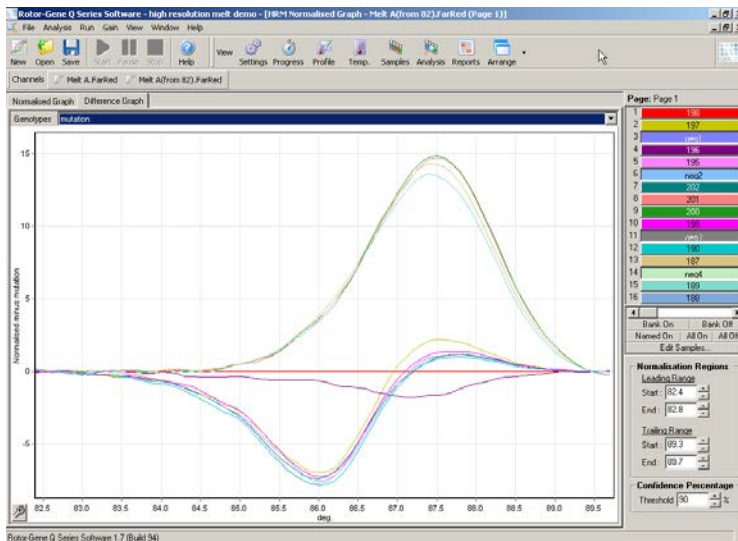 Rotor-Gene Q Series Software - high resolution melt demo - [HRM Normalised Graph - Melt A(from 82).FarRed (Page 1)]
File Analysis Run Gain View Window Help
New Open Save Start Pause Stop Help View Settings Progress Profile Temp. Samples Analysis Reports Arrange
Channels Melt A.FarRed Melt A(from 82).FarRed
Normalised Graph Difference Graph
Page: Page 1
Genotypes mutation
1 198
2 197
3 neg1
4 196
5 195
6 neg2
7 202
8 201
9 200
10
11
12 190
13 187
14 neg4
15 189
16 188
Bank On Bank Off
Named On All On All Off
Edit Samples...
Normalisation Regions
Leading Range
Start: 82.4
End: 82.8
Trailing Range
Start: 89.3
End: 89.7
Confidence Percentage
Threshold 90 %
15
10
5
0
-5
Normalised minus mutation
82.5 83.0 83.5 84.0 84.5 85.0 85.5 86.0 86.5 87.0 87.5 88.0 88.5 89.0 89.5
deg.
Rotor-Gene Q Series Software 1.7 (Build 94)